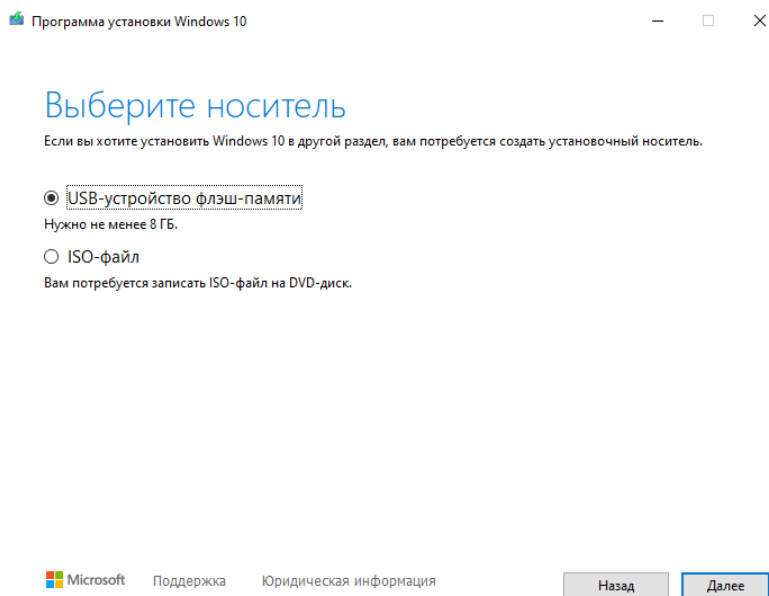 Программа установки Windows 10
Выберите носитель
Если вы хотите установить Windows 10 в другой раздел, вам потребуется создать установочный носитель.
USB-устройство флэш-памяти
Нужно не менее 8 ГБ.
ISO-файл
Вам потребуется записать ISO-файл на DVD-диск.
Microsoft Поддержка Юридическая информация Назад Далее